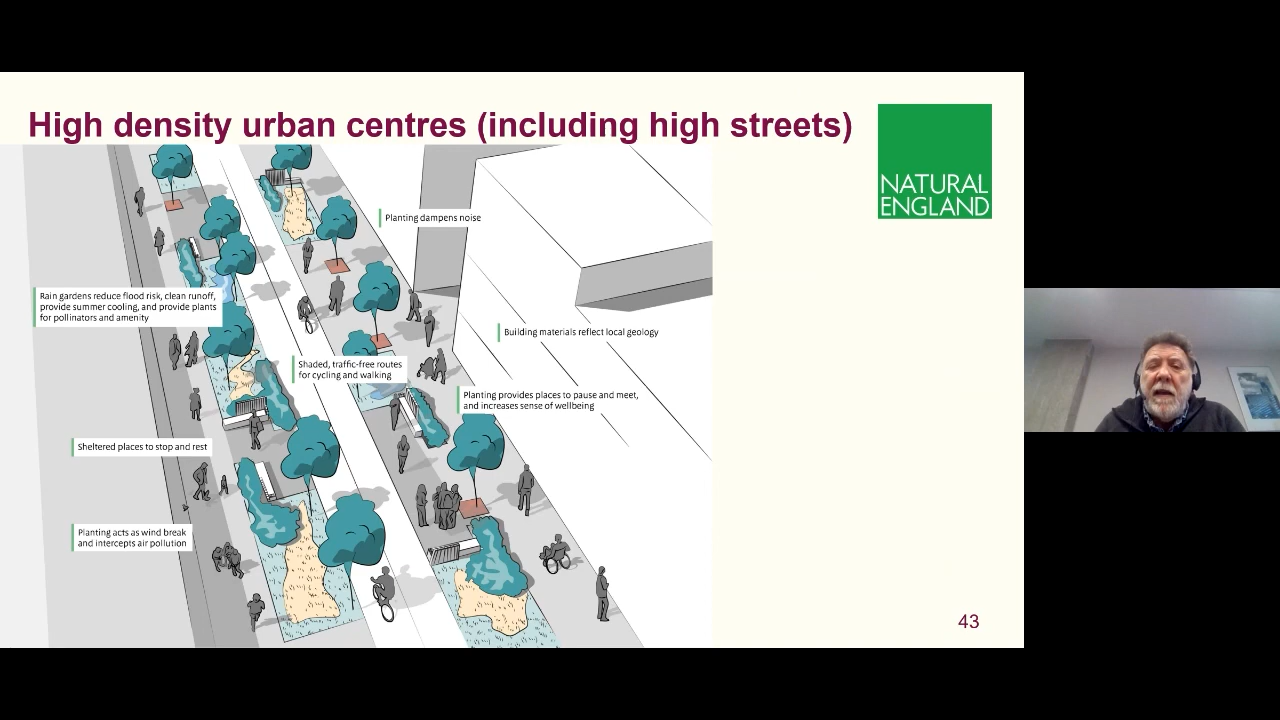 High density urban centres (including high streets)
NATURAL
ENGLAND
Planting dampens noise
Rain gardens reduce flood risk, clean runoff,
provide summer cooling, and provide plants
for pollinators and amenity
Building materials reflect local geology
Shaded, traffic-free routes
for cycling and walking
Planting provides places to pause and meet,
and increases sense of wellbeing
Sheltered places to stop and rest
Planting acts as wind break
and intercepts air pollution
43